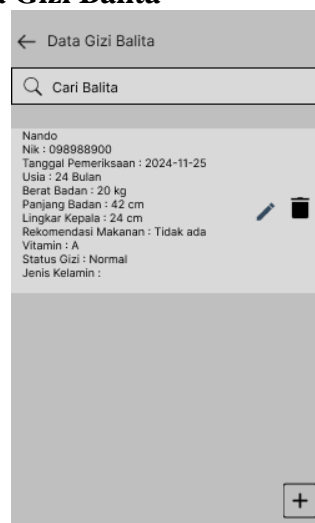 ← Data Gizi Balita
Cari Balita
Nando
Nik : 098988900
Tanggal Pemeriksaan : 2024-11-25
Usia : 24 Bulan
Berat Badan : 20 kg
Panjang Badan : 42 cm
Lingkar Kepala : 24 cm
Rekomendasi Makanan : Tidak ada
Vitamin : A
Status Gizi : Normal
Jenis Kelamin :
+